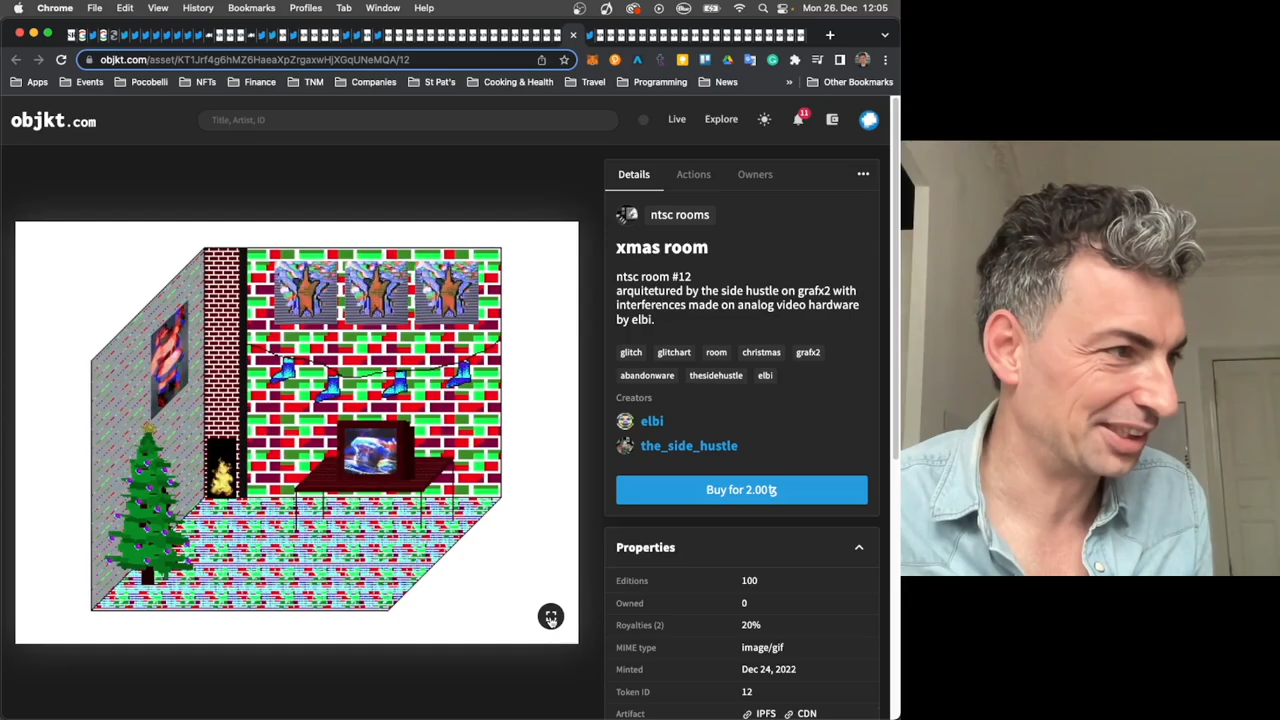 Chrome File Edit View History Bookmarks Profiles Tab Window Help
Mon 26. Dec 12:05
objkt.com/asset/KT1Jrf4g6hMZ6HaeaXpZrgaxwHjXGqUNeMQA/12
Apps Events Pocobelli NFTs Finance TNM Companies St Pat's Cooking & Health Travel Programming News » Other Bookmarks
objkt.com
Title, Artist, ID
Live Explore
11
Details Actions Owners
ntsc rooms
xmas room
ntsc room #12
arquitetured by the side hustle on grafx2 with
interferences made on analog video hardware
by elbi.
glitch glitchart room christmas grafx2
abandonware thesidehustle elbi
Creators
elbi
the_side_hustle
Buy for 2.00ꜩ
Properties
Editions 100
Owned 0
Royalties (2) 20%
MIME type image/gif
Minted Dec 24, 2022
Token ID 12
Artifact IPFS CDN